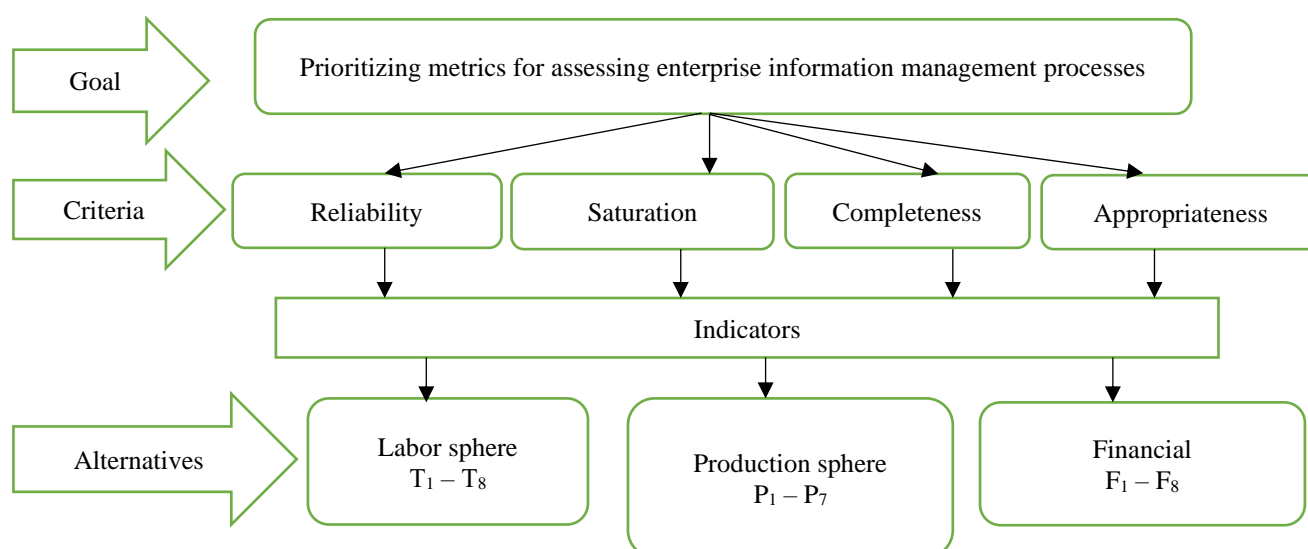 Goal
Prioritizing metrics for assessing enterprise information management processes
Criteria
Reliability
Saturation
Completeness
Appropriateness
Indicators
Alternatives
Labor sphere
T₁ – T₈
Production sphere
P₁ – P₇
Financial
F₁ – F₈